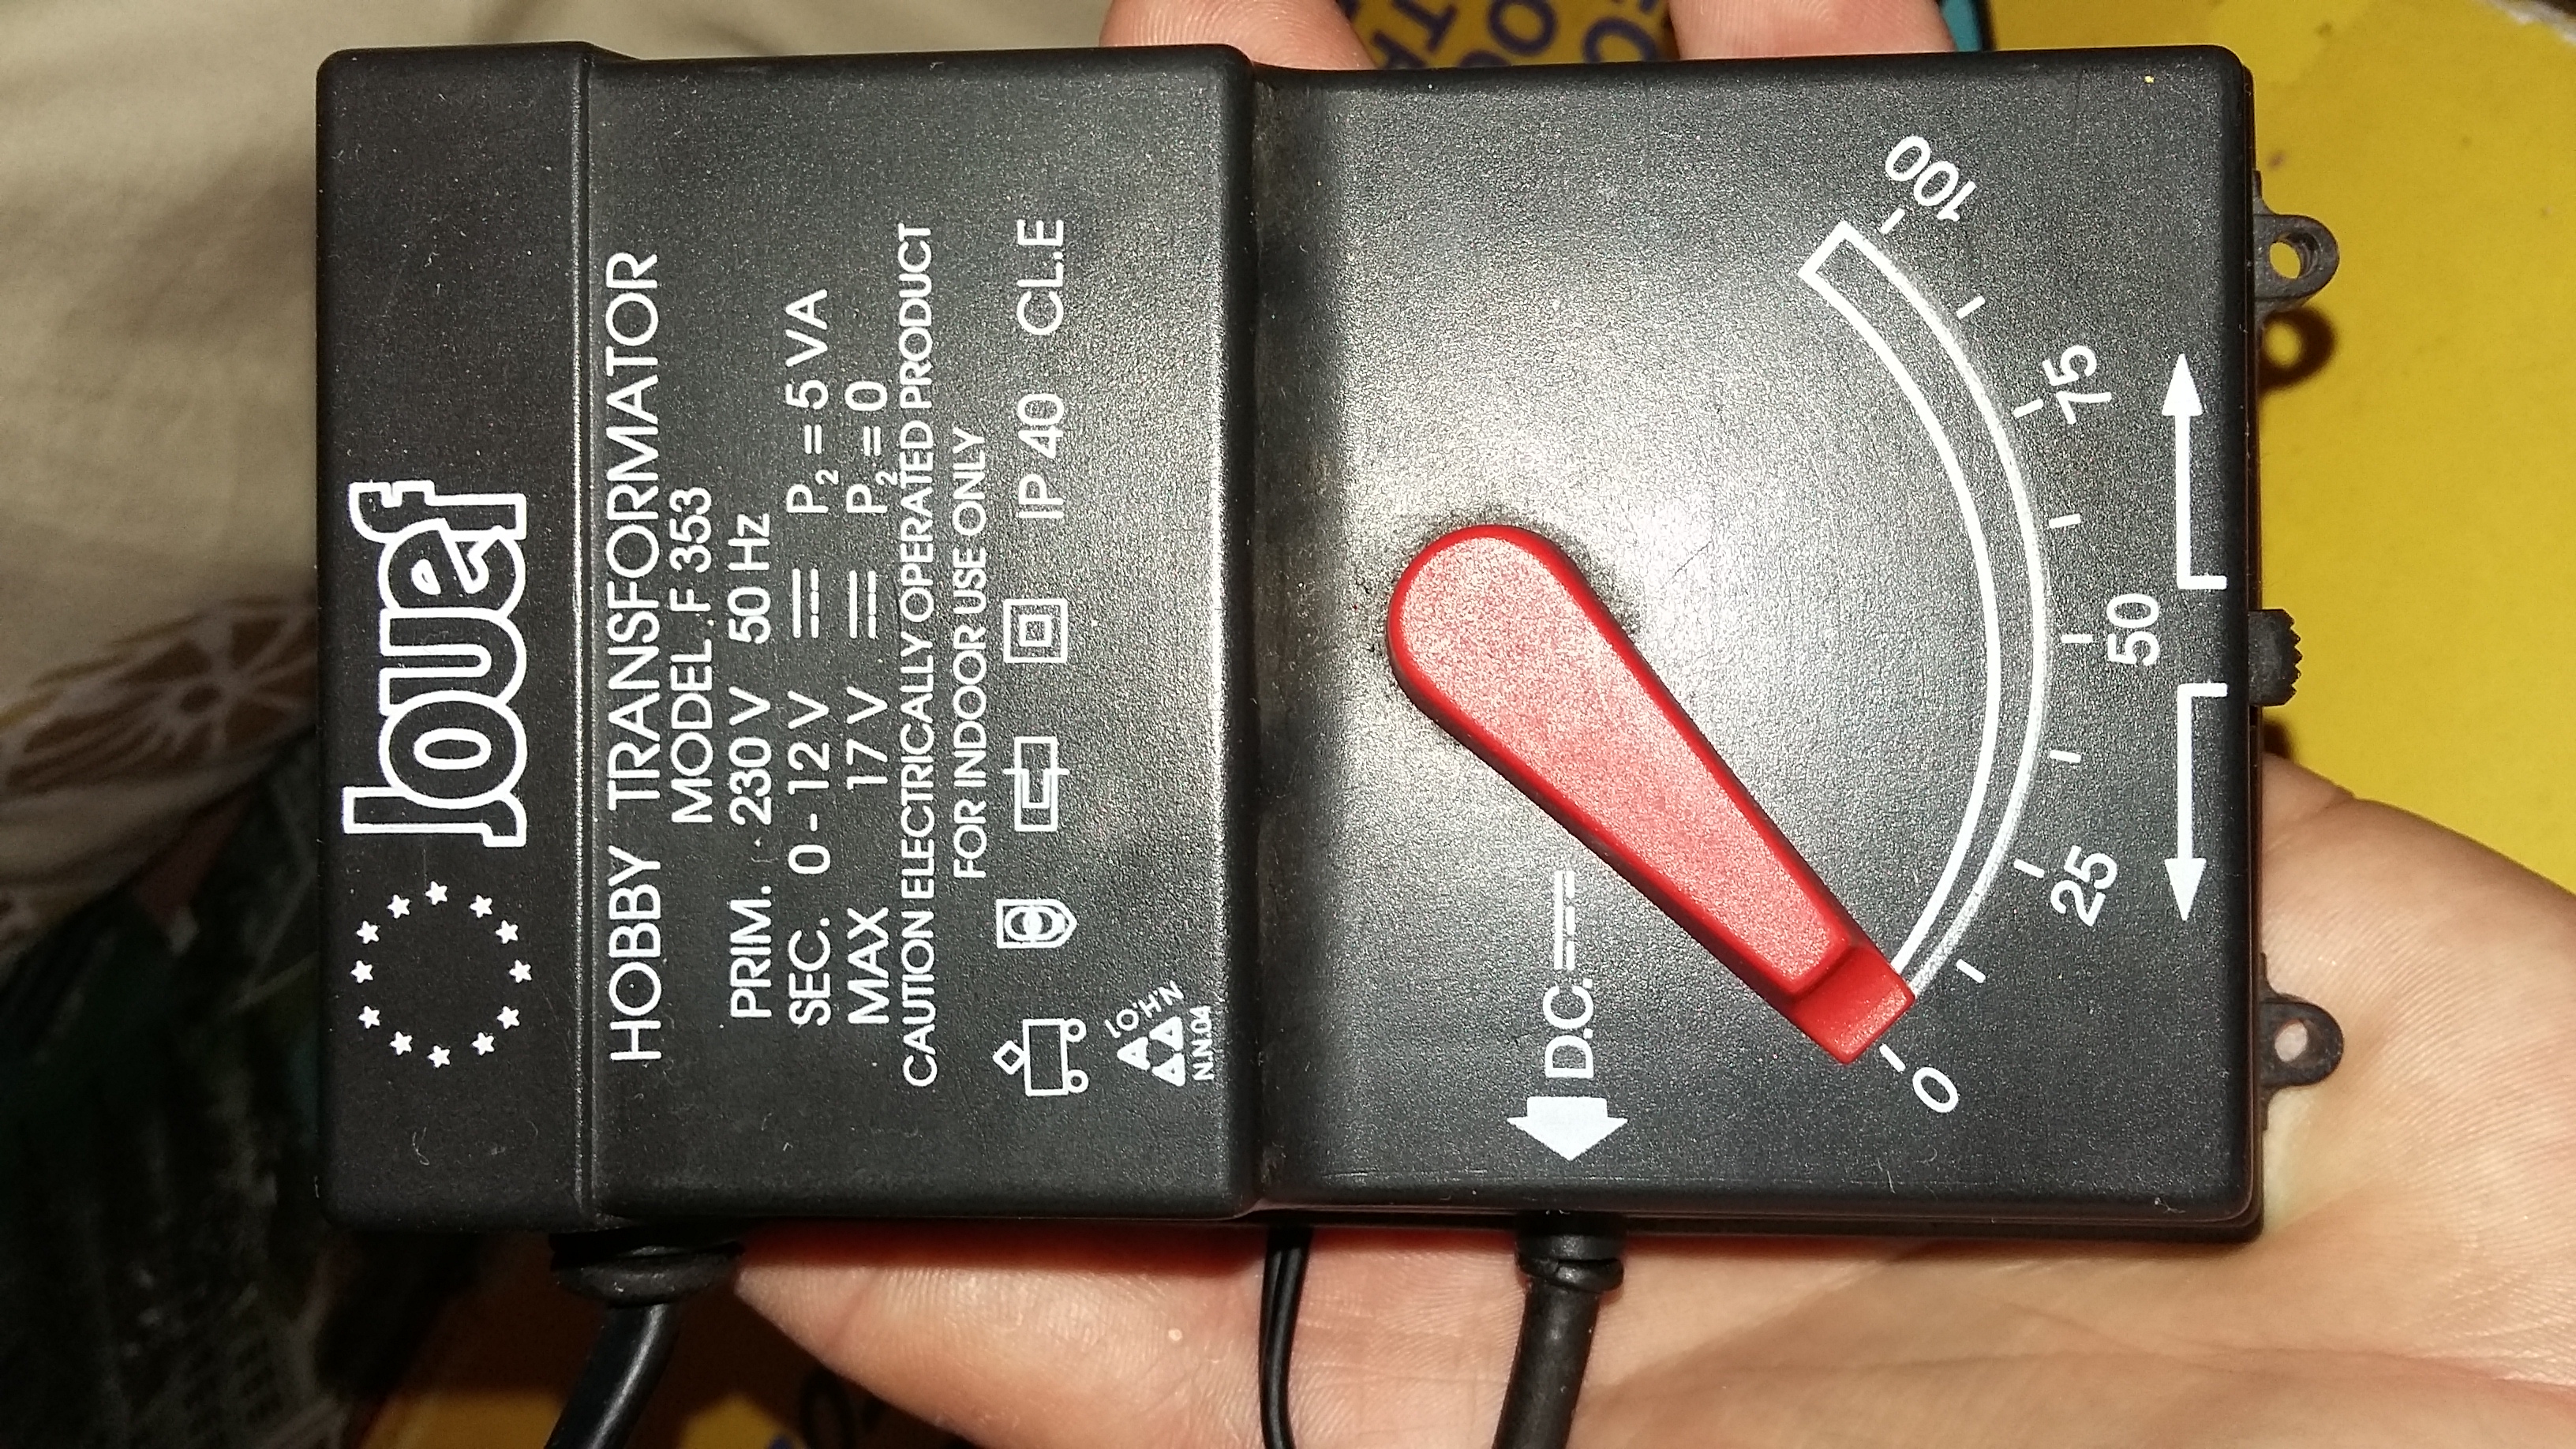 Jouef
HOBBY TRANSFORMATOR
MODEL.F 353
PRIM. 230 V 50 Hz
SEC. 0 - 12 V P2 = 5 VA
MAX 17 V P2 = 0
CAUTION ELECTRICALLY OPERATED PRODUCT
FOR INDOOR USE ONLY
IP 40 CL.E
N.N.04
D.C.
0
25
50
75
100